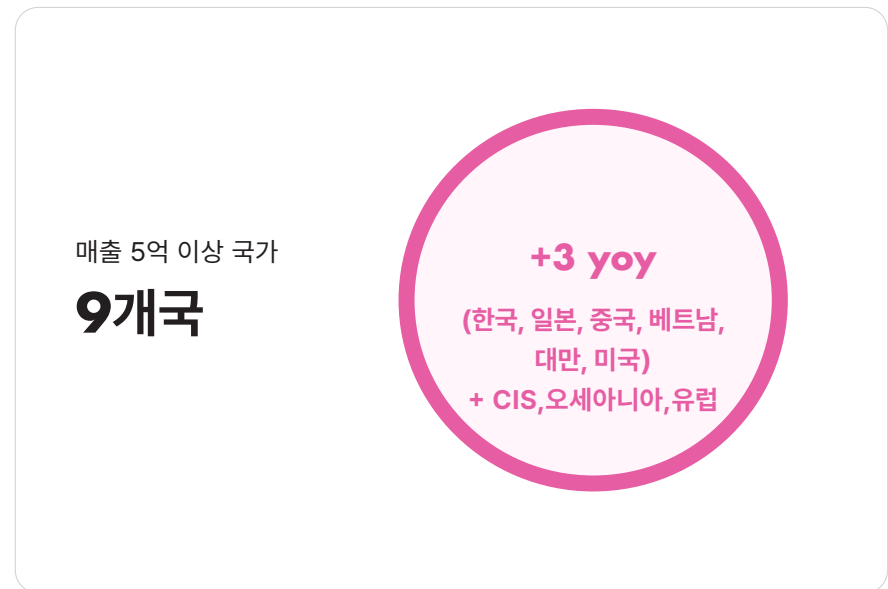 매출 5억 이상 국가
9개국
+3 yoy
(한국, 일본, 중국, 베트남,
대만, 미국)
+ CIS,오세아니아,유럽